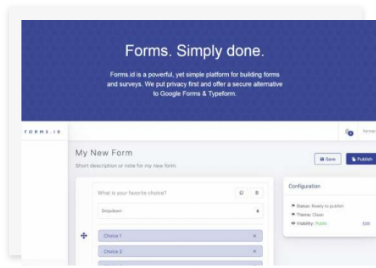 Forms. Simply done.
Forms.id is a powerful, yet simple platform for building forms
and surveys. We put privacy first and offer a secure alternative
to Google Forms & Typeform.
FORMS.ID
My New Form
Short description or note for my new form.
Save
Publish
What is your favorite choice?
Dropdown
Choice 1
Choice 2
Configuration
Status: Ready to publish
Theme: Clean
Visibility: Public
Edit